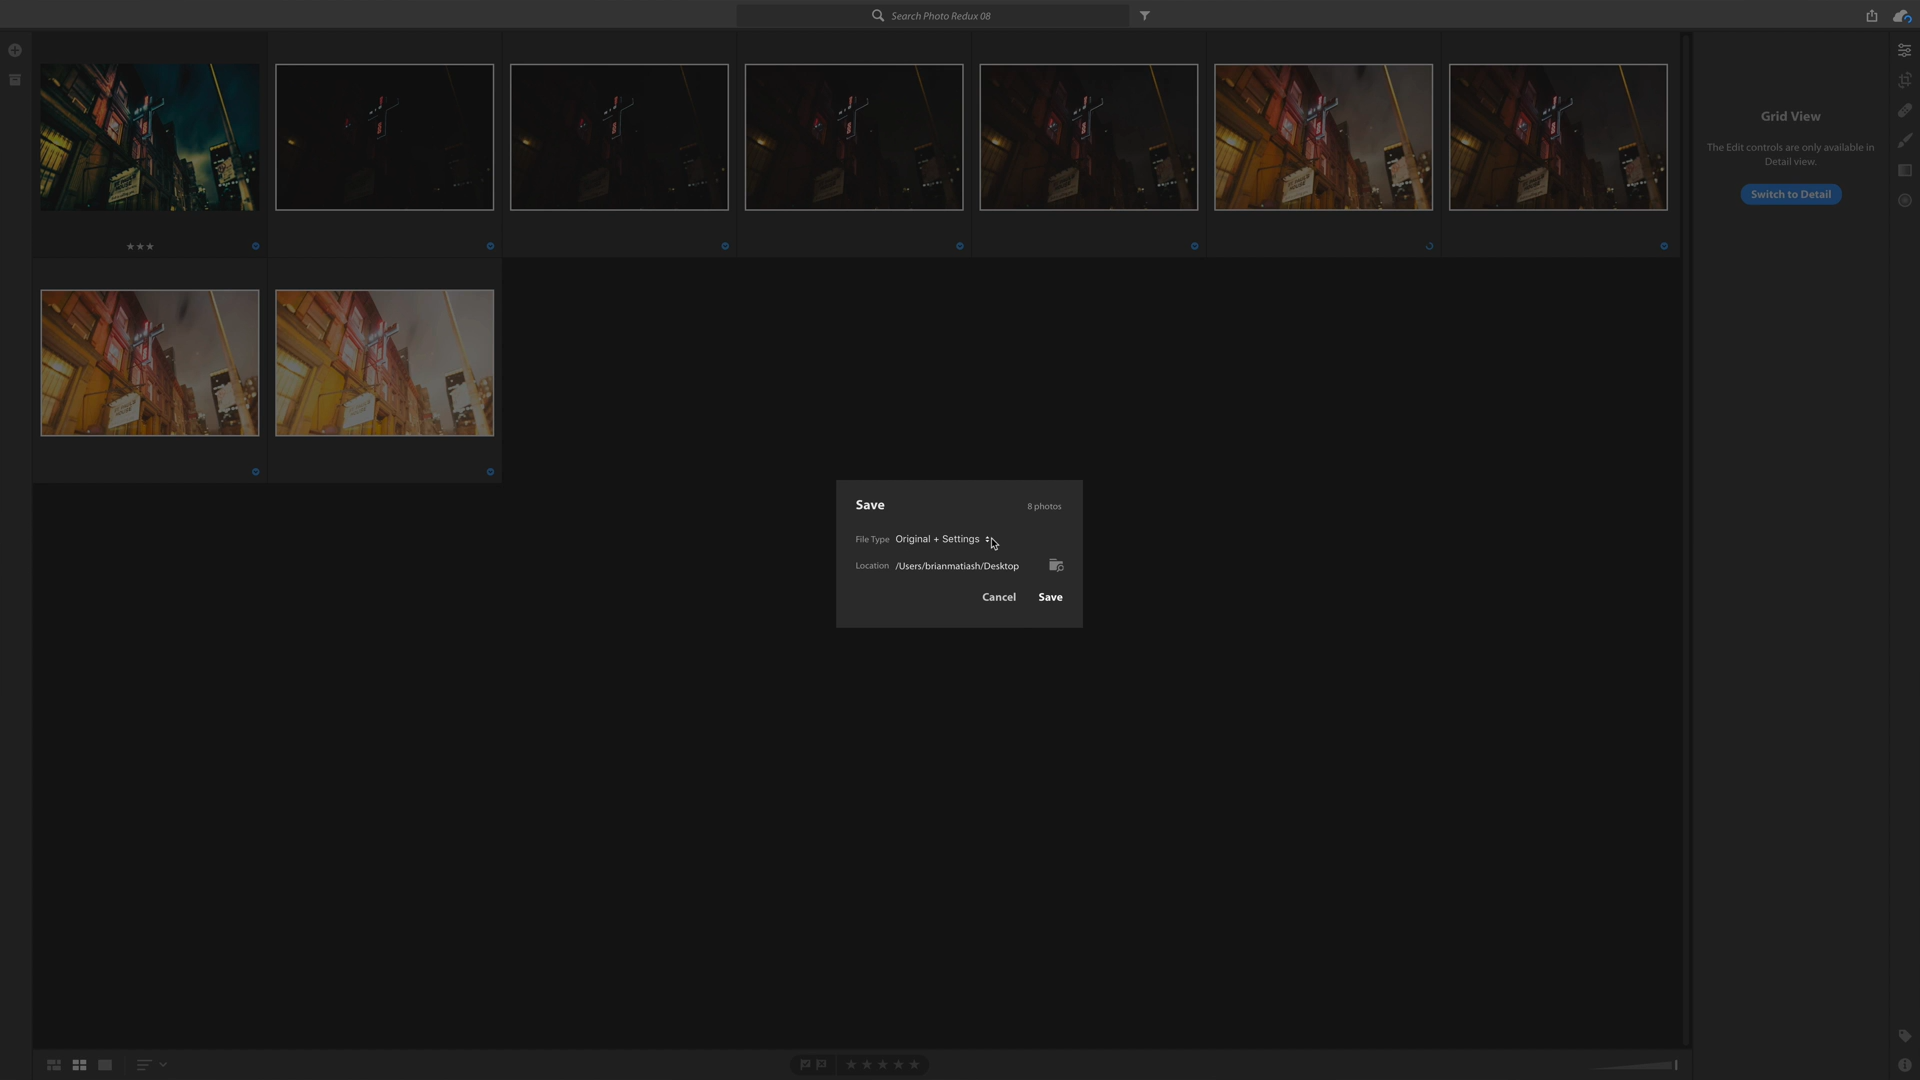 Search Photo Redux 08
Grid View
The Edit controls are only available in
Detail view.
Switch to Detail
Save
8 photos
File Type Original + Settings
Location /Users/brianmatiash/Desktop
Cancel Save